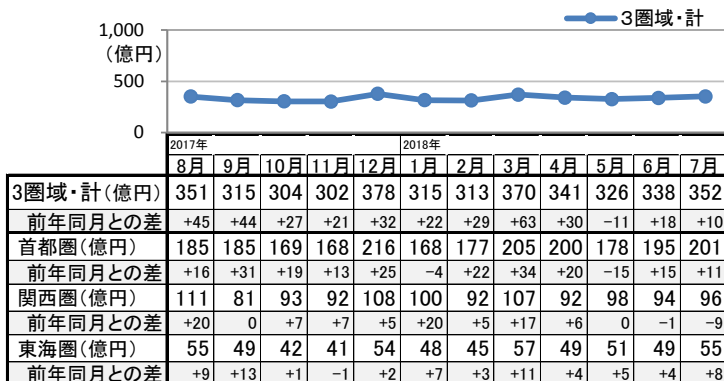 3圏域・計
1,000
(億円)
500
0
2017年 2018年
8月 9月 10月 11月 12月 1月 2月 3月 4月 5月 6月 7月
3圏域・計(億円) 351 315 304 302 378 315 313 370 341 326 338 352
前年同月との差 +45 +44 +27 +21 +32 +22 +29 +63 +30 −11 +18 +10
首都圏(億円) 185 185 169 168 216 168 177 205 200 178 195 201
前年同月との差 +16 +31 +19 +13 +25 −4 +22 +34 +20 −15 +15 +11
関西圏(億円) 111 81 93 92 108 100 92 107 92 98 94 96
前年同月との差 +20 0 +7 +7 +5 +20 +5 +17 +6 0 −1 −9
東海圏(億円) 55 49 42 41 54 48 45 57 49 51 49 55
前年同月との差 +9 +13 +1 −1 +2 +7 +3 +11 +4 +5 +4 +8